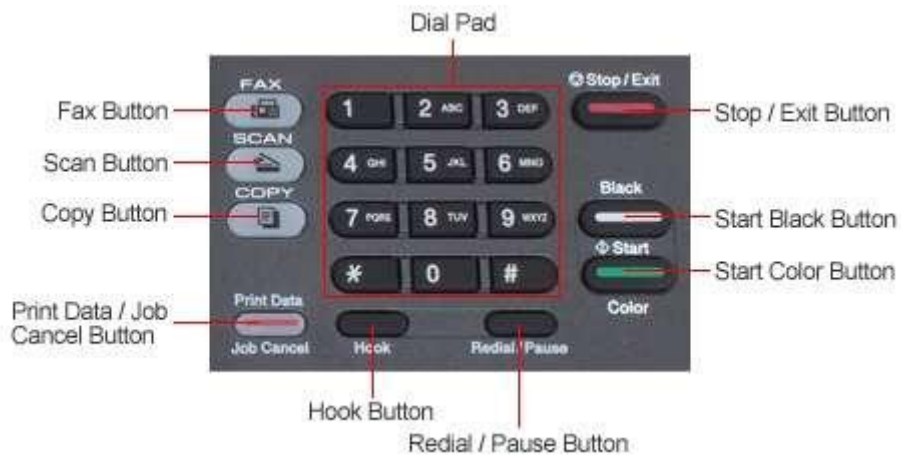 Dial Pad
FAX
Stop / Exit
Fax Button
1
2 ABC
3 DEF
Stop / Exit Button
SCAN
Scan Button
4 GHI
5 JKL
6 MNO
COPY
Black
Copy Button
7 PQRS
8 TUV
9 WXYZ
Start Black Button
Start
*
0
#
Start Color Button
Print Data
Color
Print Data / Job
Cancel Button
Job Cancel
Hook
Redial / Pause
Hook Button
Redial / Pause Button